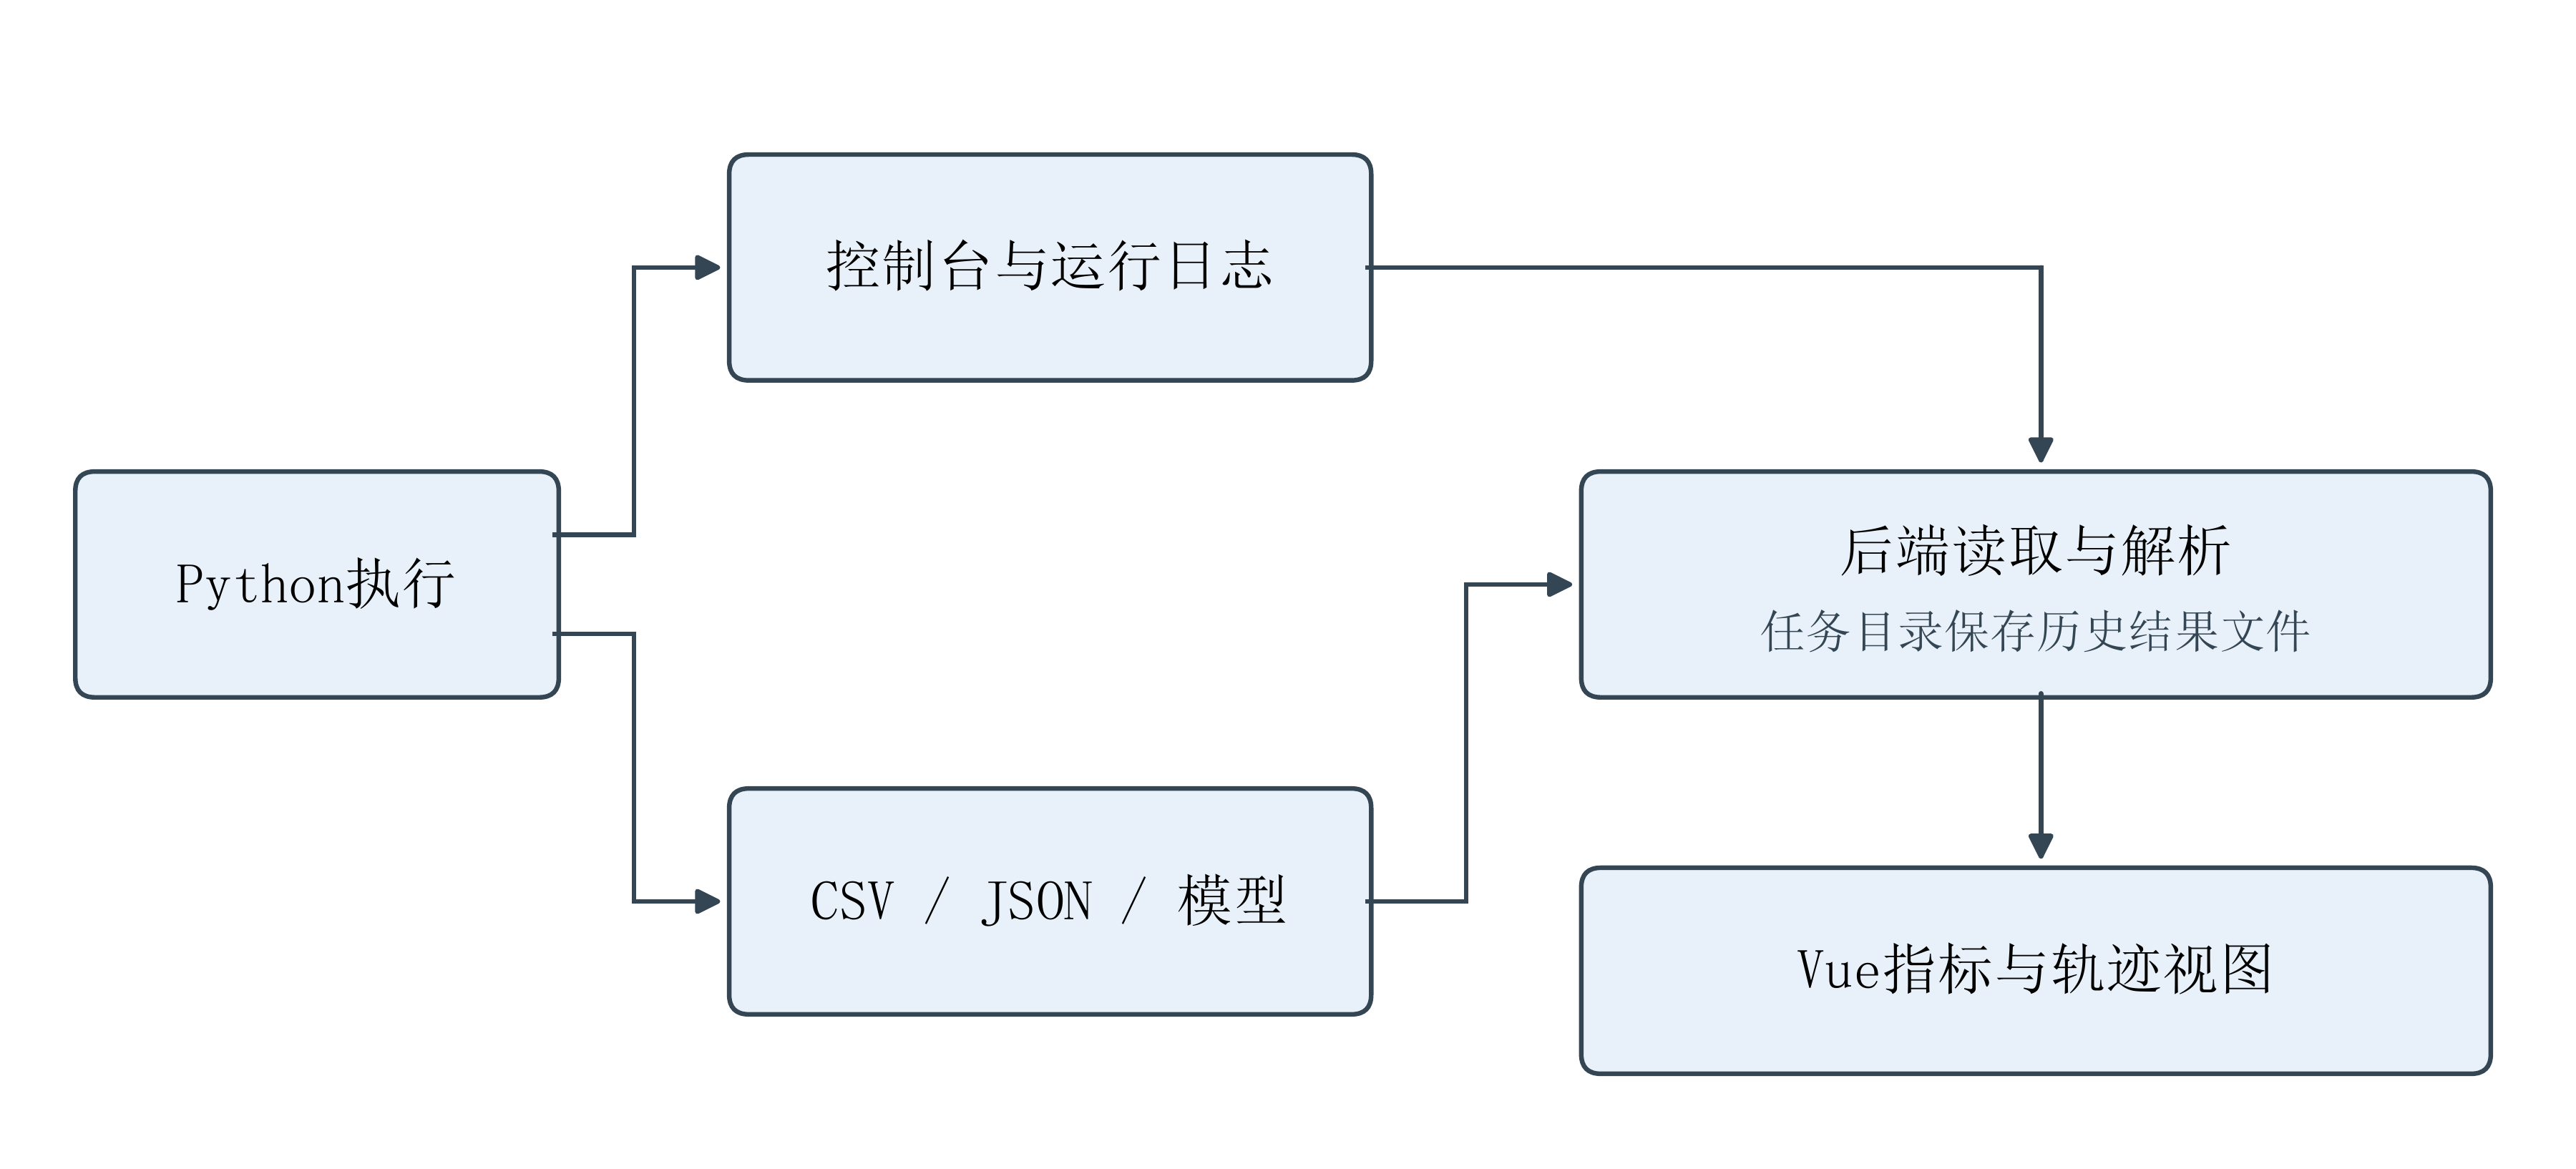 控制台与运行日志
Python执行
后端读取与解析
任务目录保存历史结果文件
CSV / JSON / 模型
Vue指标与轨迹视图